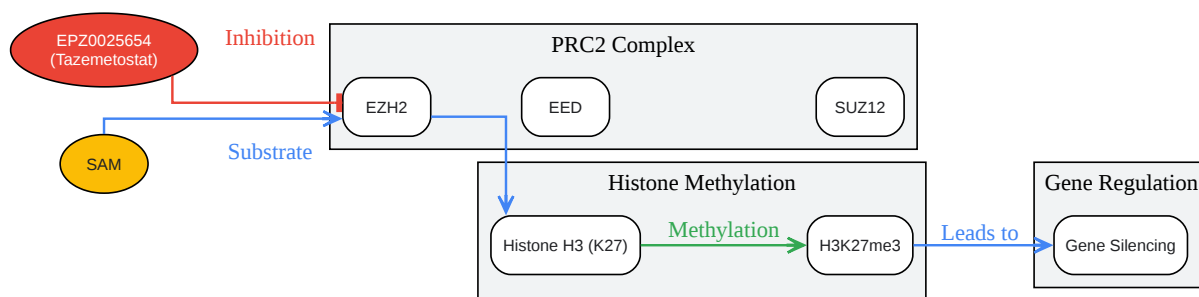 EPZ0025654
(Tazemetostat)
Inhibition
PRC2 Complex
EZH2
EED
SUZ12
Substrate
SAM
Histone Methylation
Gene Regulation
Histone H3 (K27)
Methylation
H3K27me3
Leads to
Gene Silencing